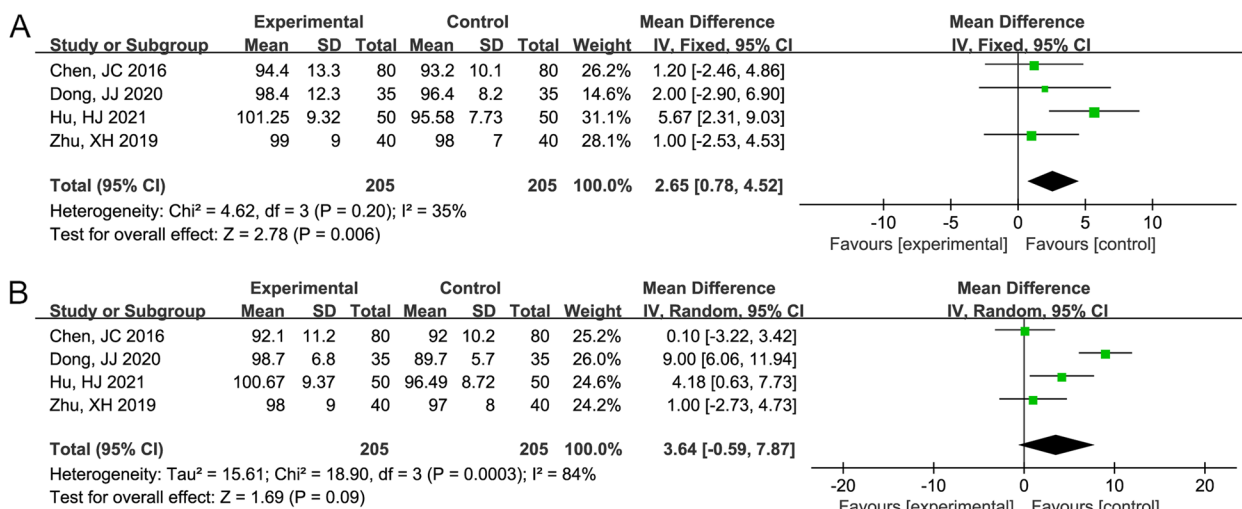 A
Experimental Control Mean Difference Mean Difference
Study or Subgroup Mean SD Total Mean SD Total Weight IV, Fixed, 95% CI IV, Fixed, 95% CI
Chen, JC 2016 94.4 13.3 80 93.2 10.1 80 26.2% 1.20 [-2.46, 4.86]
Dong, JJ 2020 98.4 12.3 35 96.4 8.2 35 14.6% 2.00 [-2.90, 6.90]
Hu, HJ 2021 101.25 9.32 50 95.58 7.73 50 31.1% 5.67 [2.31, 9.03]
Zhu, XH 2019 99 9 40 98 7 40 28.1% 1.00 [-2.53, 4.53]
Total (95% CI) 205 205 100.0% 2.65 [0.78, 4.52]
Heterogeneity: Chi² = 4.62, df = 3 (P = 0.20); I² = 35%
Test for overall effect: Z = 2.78 (P = 0.006)
-10 -5 0 5 10
Favours [experimental] Favours [control]
B
Experimental Control Mean Difference Mean Difference
Study or Subgroup Mean SD Total Mean SD Total Weight IV, Random, 95% CI IV, Random, 95% CI
Chen, JC 2016 92.1 11.2 80 92 10.2 80 25.2% 0.10 [-3.22, 3.42]
Dong, JJ 2020 98.7 6.8 35 89.7 5.7 35 26.0% 9.00 [6.06, 11.94]
Hu, HJ 2021 100.67 9.37 50 96.49 8.72 50 24.6% 4.18 [0.63, 7.73]
Zhu, XH 2019 98 9 40 97 8 40 24.2% 1.00 [-2.73, 4.73]
Total (95% CI) 205 205 100.0% 3.64 [-0.59, 7.87]
Heterogeneity: Tau² = 15.61; Chi² = 18.90, df = 3 (P = 0.0003); I² = 84%
Test for overall effect: Z = 1.69 (P = 0.09)
-20 -10 0 10 20
Favours [experimental] Favours [control]